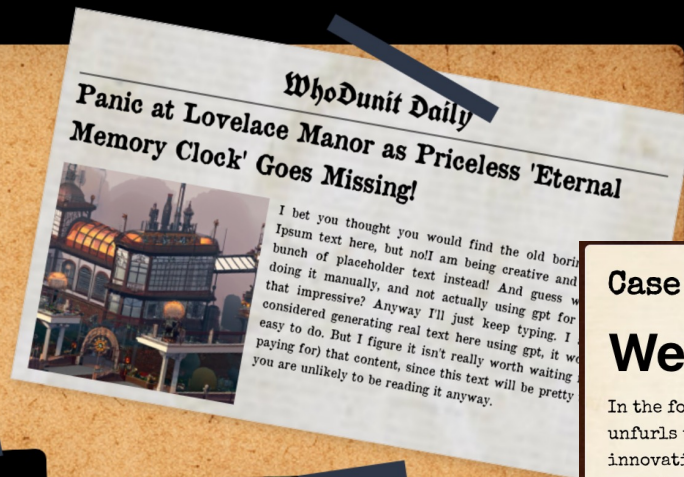 WhoDunit Daily
Panic at Lovelace Manor as Priceless 'Eternal
Memory Clock' Goes Missing!
I bet you thought you would find the old
Ipsum text here, but no!I am being creative and
bunch of placeholder text instead! And guess
doing it manually, and not actually using gpt for
that impressive? Anyway I'll just keep typing. I
considered generating real text here using gpt, it
easy to do. But I figure it isn't really worth waiting
paying for) that content, since this text will be pretty
you are unlikely to be reading it anyway.
Case
We
In the
unfurls